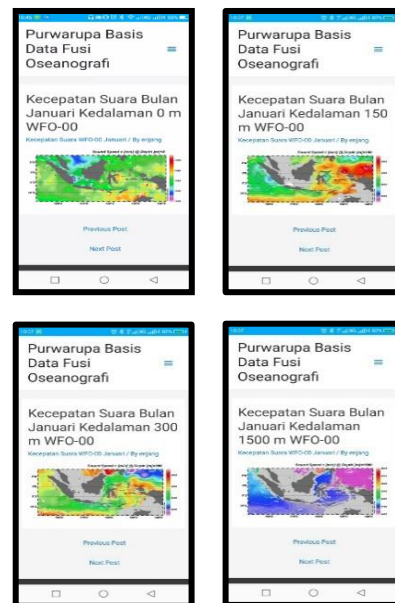 Purwarupa Basis
Data Fusi
Oseanografi
Kecepatan Suara Bulan
Januari Kedalaman 0 m
WFO-00
Kecepatan Suara WFO-00 Januari / By enjang
Previous Post
Next Post
Purwarupa Basis
Data Fusi
Oseanografi
Kecepatan Suara Bulan
Januari Kedalaman 150
m WFO-00
Kecepatan Suara WFO-00 Januari / By enjang
Previous Post
Next Post
Purwarupa Basis
Data Fusi
Oseanografi
Kecepatan Suara Bulan
Januari Kedalaman 300
m WFO-00
Kecepatan Suara WFO-00 Januari / By enjang
Previous Post
Next Post
Purwarupa Basis
Data Fusi
Oseanografi
Kecepatan Suara Bulan
Januari Kedalaman
1500 m WFO-00
Kecepatan Suara WFO-00 Januari / By enjang
Previous Post
Next Post